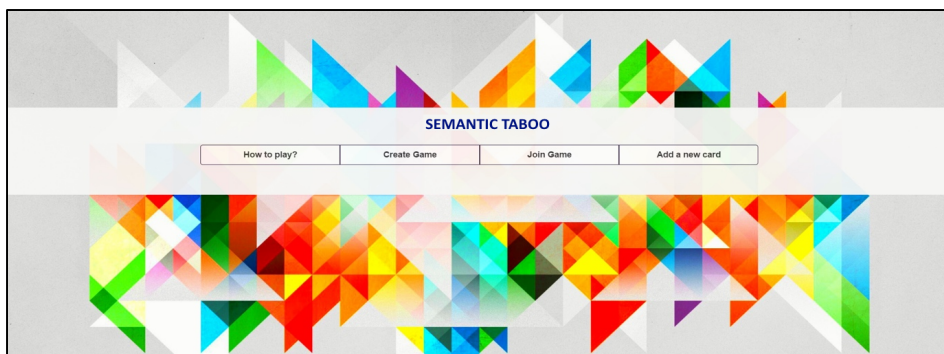 SEMANTIC TABOO
How to play? Create Game Join Game Add a new card